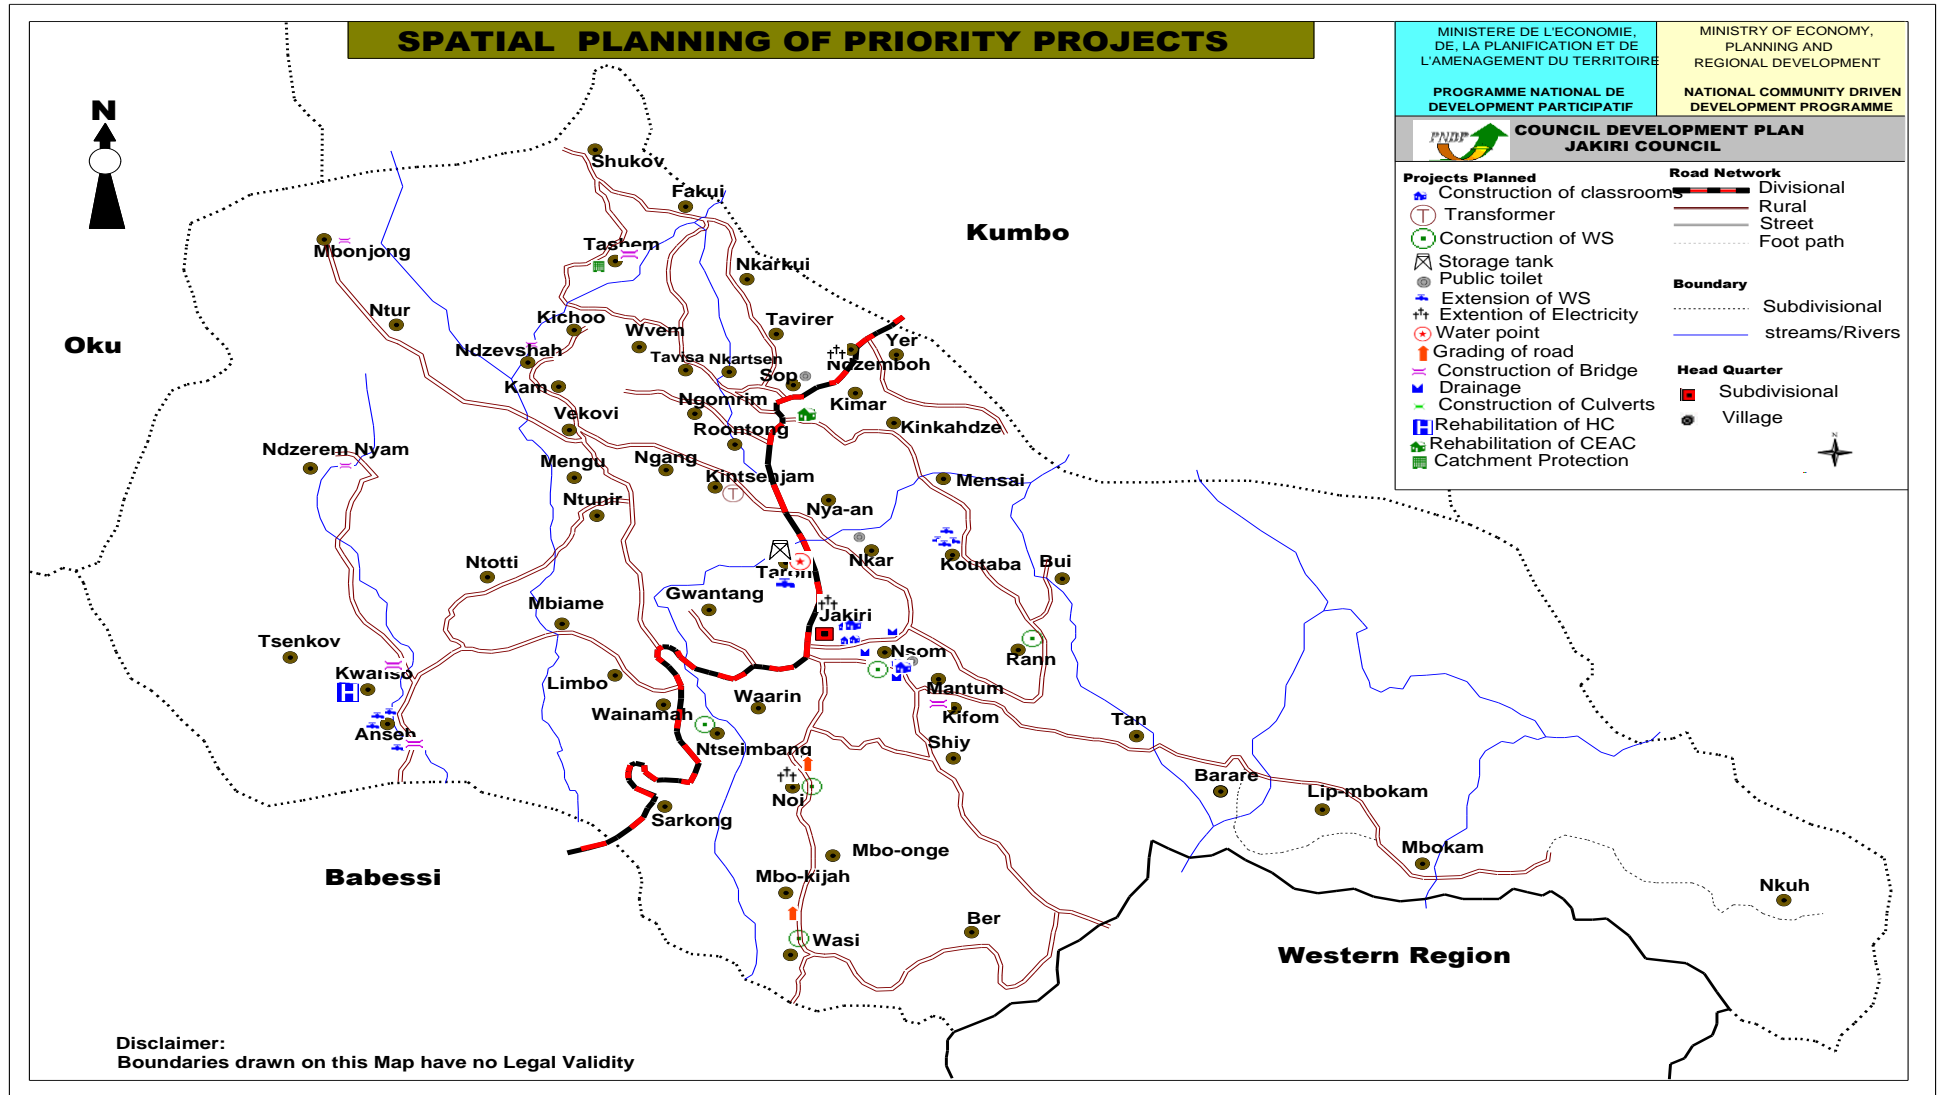 SPATIAL PLANNING OF PRIORITY PROJECTS
MINISTERE DE L'ECONOMIE,
DE, LA PLANIFICATION ET DE
L'AMENAGEMENT DU TERRITOIRE
PROGRAMME NATIONAL DE
DEVELOPMENT PARTICIPATIF
MINISTRY OF ECONOMY,
PLANNING AND
REGIONAL DEVELOPMENT
NATIONAL COMMUNITY DRIVEN
DEVELOPMENT PROGRAMME
PNDP
COUNCIL DEVELOPMENT PLAN
JAKIRI COUNCIL
Projects Planned
Construction of classrooms
Transformer
Construction of WS
Storage tank
Public toilet
Extension of WS
Extention of Electricity
Water point
Grading of road
Construction of Bridge
Drainage
Construction of Culverts
Rehabilitation of HC
Rehabilitation of CEAC
Catchment Protection
Road Network
Divisional
Rural
Street
Foot path
Boundary
Subdivisional
streams/Rivers
Head Quarter
Subdivisional
Village
N
N
Shukov
Fakui
Kumbo
Mbonjong
Tashem
Nkarkui
Ntur
Kichoo
Wvem
Tavirer
Oku
Ndzevshah
Tavisa
Nkartsen
Yer
Ndzemboh
Sop
Kam
Ngomrim
Kimar
Vekovi
Roontong
Kinkahdze
Ndzerem Nyam
Mengu
Ngang
Kintsenjam
Mensai
Ntunir
Nya-an
Ntotti
Taron
Nkar
Koutaba
Bui
Gwantang
Mbiame
Jakiri
Tsenkov
Nsom
Rann
Kwanso
Limbo
Waarin
Mantum
Wainamah
Kifom
Tan
Anseh
Ntseimbang
Shiy
Noi
Barare
Lip-mbokam
Sarkong
Mbo-onge
Mbokam
Babessi
Mbo-kijah
Nkuh
Ber
Wasi
Western Region
Disclaimer:
Boundaries drawn on this Map have no Legal Validity